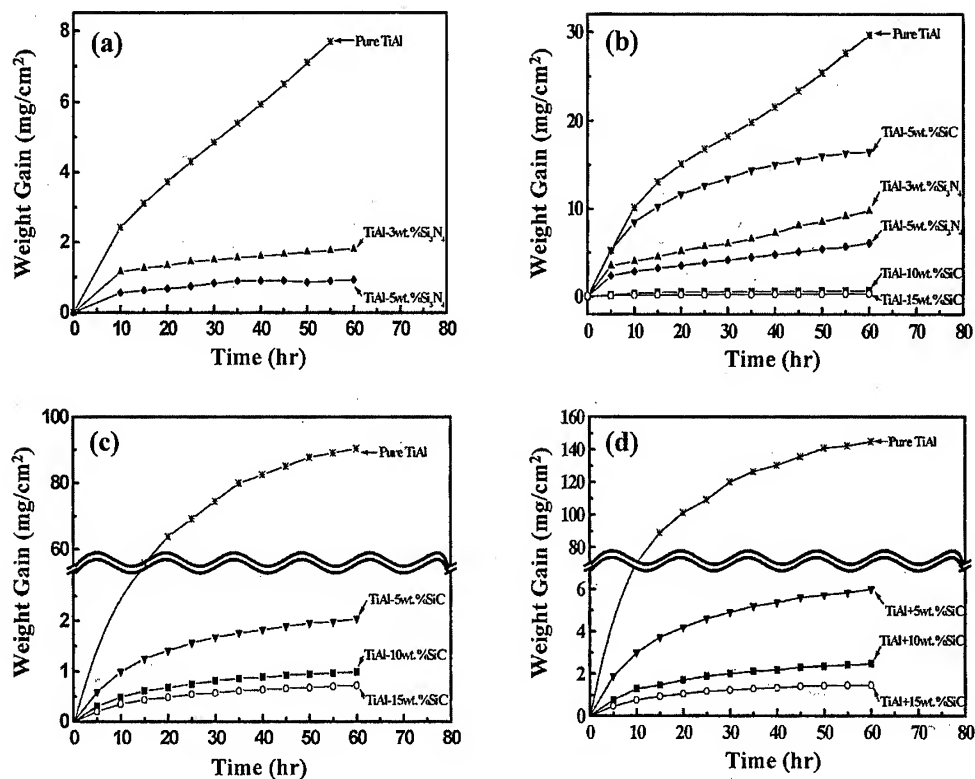 (a)
Weight Gain (mg/cm²)
8
6
4
2
0
Pure TiAl
TiAl-3wt.%Si₃N₄
TiAl-5wt.%Si₃N₄
0 10 20 30 40 50 60 70 80
Time (hr)
(b)
Weight Gain (mg/cm²)
30
20
10
0
Pure TiAl
TiAl-5wt.%SiC
TiAl-3wt.%Si₃N₄
TiAl-5wt.%Si₃N₄
TiAl-10wt.%SiC
TiAl-15wt.%SiC
0 10 20 30 40 50 60 70 80
Time (hr)
(c)
Weight Gain (mg/cm²)
100
90
80
70
60
2
1
0
Pure TiAl
TiAl-5wt.%SiC
TiAl-10wt.%SiC
TiAl-15wt.%SiC
0 10 20 30 40 50 60 70 80
Time (hr)
(d)
Weight Gain (mg/cm²)
160
140
120
100
80
6
4
2
0
Pure TiAl
TiAl+5wt.%SiC
TiAl+10wt.%SiC
TiAl+15wt.%SiC
0 10 20 30 40 50 60 70 80
Time (hr)